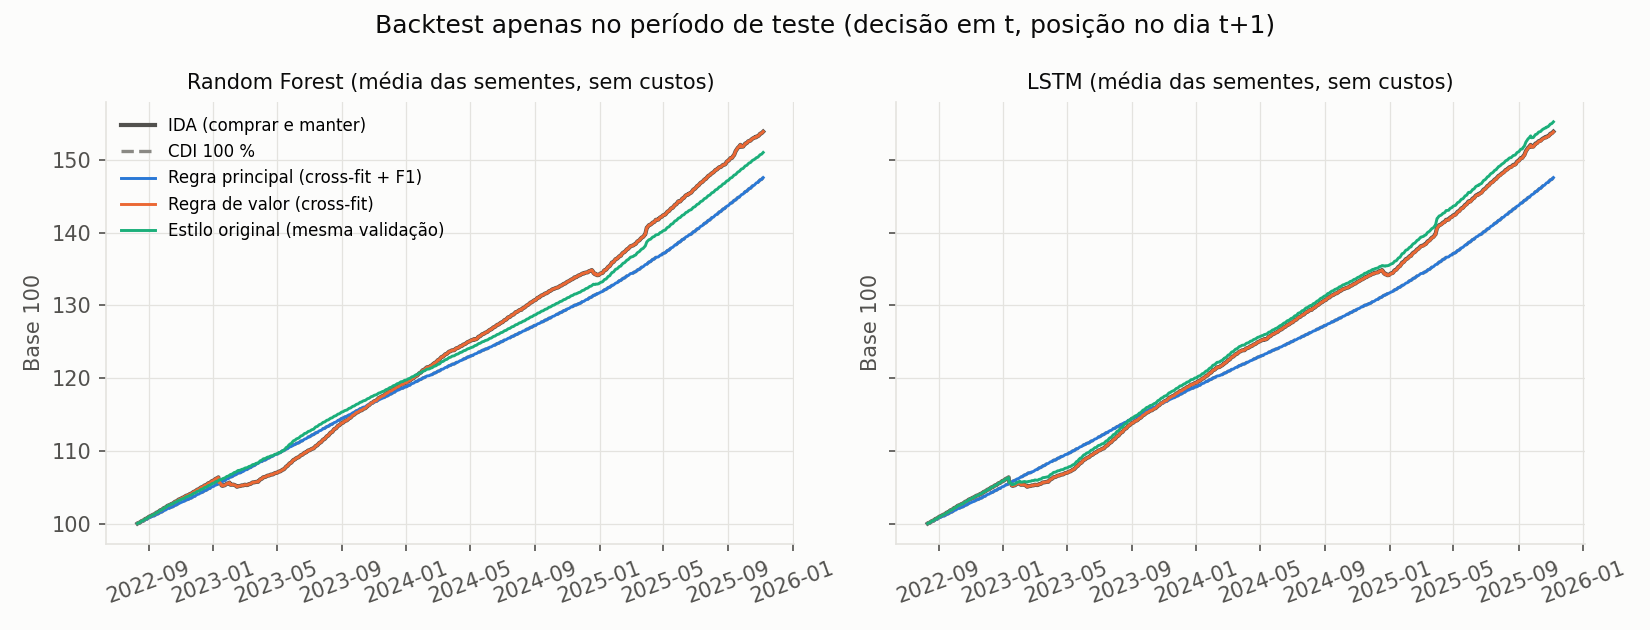 Backtest apenas no período de teste (decisão em t, posição no dia t+1)
Random Forest (média das sementes, sem custos)
IDA (comprar e manter)
CDI 100 %
Regra principal (cross-fit + F1)
Regra de valor (cross-fit)
Estilo original (mesma validação)
Base 100
150
140
130
120
110
100
2022-09
2023-01
2023-05
2023-09
2024-01
2024-05
2024-09
2025-01
2025-05
2025-09
2026-01
LSTM (média das sementes, sem custos)
Base 100
2022-09
2023-01
2023-05
2023-09
2024-01
2024-05
2024-09
2025-01
2025-05
2025-09
2026-01